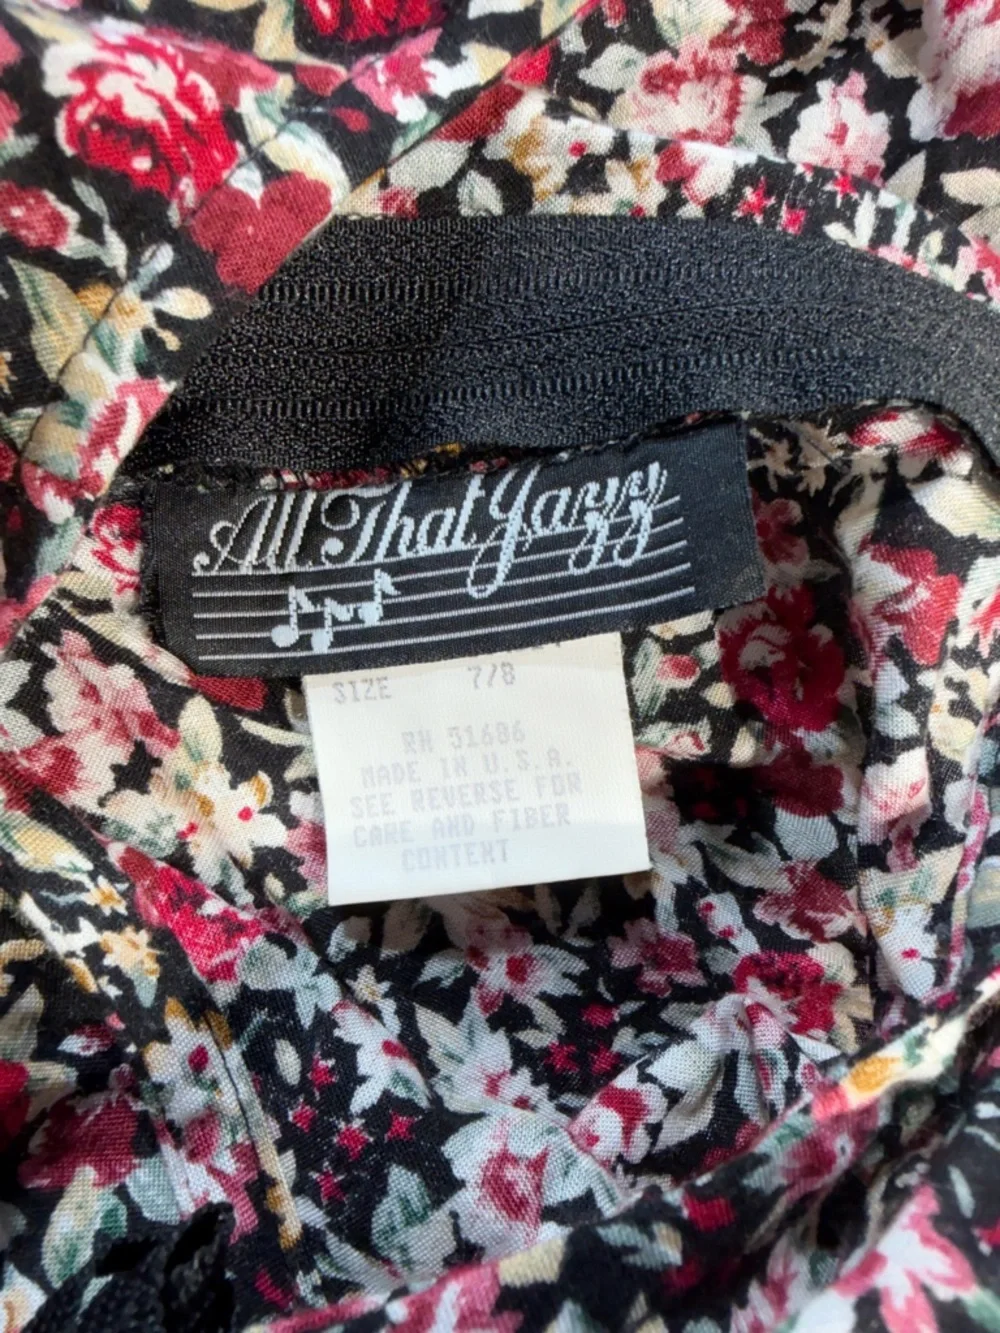 All That Jazz
SIZE 7/8
RN 51686
MADE IN U.S.A.
SEE REVERSE FOR
CARE AND FIBER
CONTENT